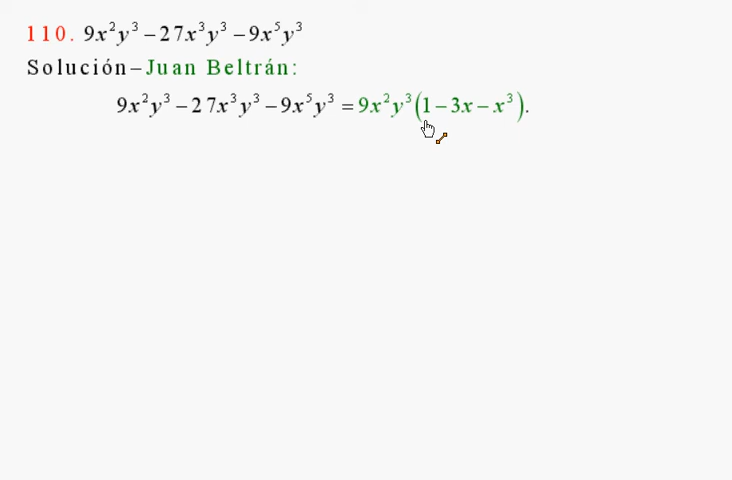 110. 9x²y³ – 27x³y³ – 9x⁵y³
Solución – Juan Beltrán:
9x²y³ – 27x³y³ – 9x⁵y³ = 9x²y³(1 – 3x – x³).